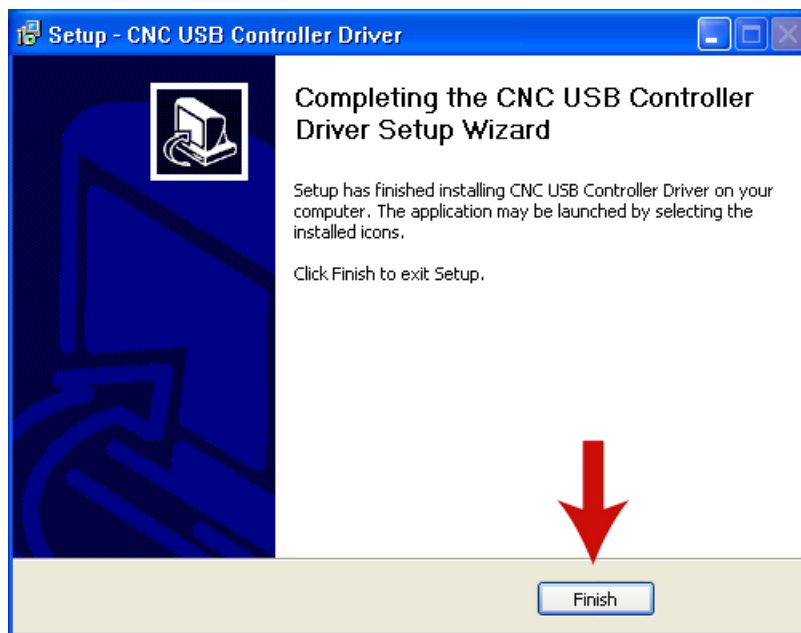 Setup - CNC USB Controller Driver
Completing the CNC USB Controller
Driver Setup Wizard
Setup has finished installing CNC USB Controller Driver on your
computer. The application may be launched by selecting the
installed icons.
Click Finish to exit Setup.
Finish